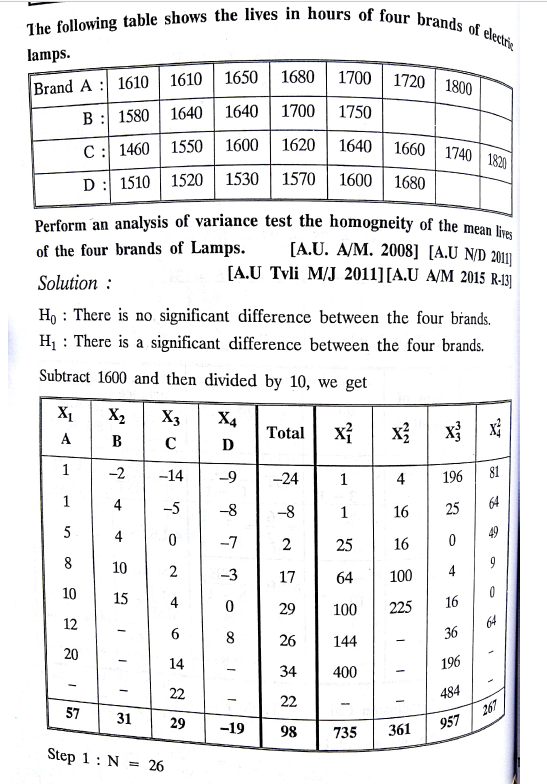 The following table shows the lives in hours of four brands of electric
lamps.
Brand A : 1610 1610 1650 1680 1700 1720 1800
B : 1580 1640 1640 1700 1750
C : 1460 1550 1600 1620 1640 1660 1740 1820
D : 1510 1520 1530 1570 1600 1680
Perform an analysis of variance test the homogneity of the mean lives
of the four brands of Lamps. [A.U. A/M. 2008] [A.U N/D 2011]
Solution : [A.U Tvli M/J 2011][A.U A/M 2015 R-13]
H₀ : There is no significant difference between the four brands.
H₁ : There is a significant difference between the four brands.
Subtract 1600 and then divided by 10, we get
X₁ X₂ X₃ X₄ Total X₁² X₂² X₃³ X₄²
A B C D
1 –2 –14 –9 –24 1 4 196 81
1 4 –5 –8 –8 1 16 25 64
5 4 0 –7 2 25 16 0 49
8 10 2 –3 17 64 100 4 9
10 15 4 0 29 100 225 16 0
12 – 6 8 26 144 – 36 64
20 – 14 – 34 400 – 196 –
– – 22 – 22 – – 484 –
57 31 29 –19 98 735 361 957 267
Step 1 : N = 26